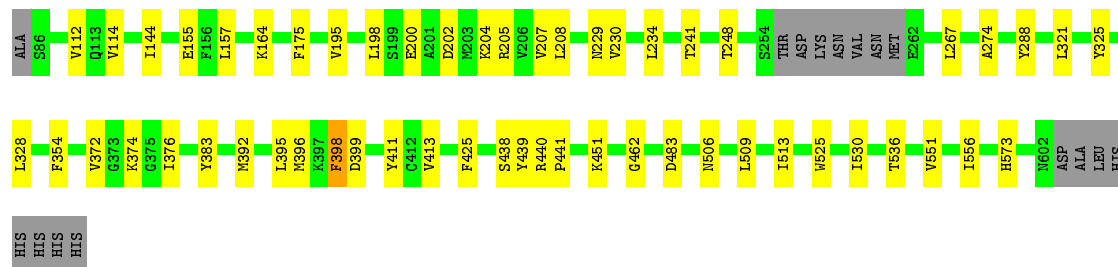 ALA S86 V112 Q113 V114 I144 E155 F156 L157 K164 F175 V195 L198 S199 E200 A201 D202 M203 K204 R205 V206 V207 L208 N229 V230 L234 T241 T248 S254 THR ASP LYS ASN VAL ASN MET E262 L267 A274 Y288 L321 Y325
L328 F354 V372 G373 K374 G375 I376 Y383 M392 L395 M396 K397 F398 D399 Y411 C412 V413 F425 S438 Y439 R440 P441 K451 G462 D483 N506 L509 I513 W525 I530 T536 V551 I556 H573 N602 ASP ALA LEU HIS
HIS HIS HIS HIS